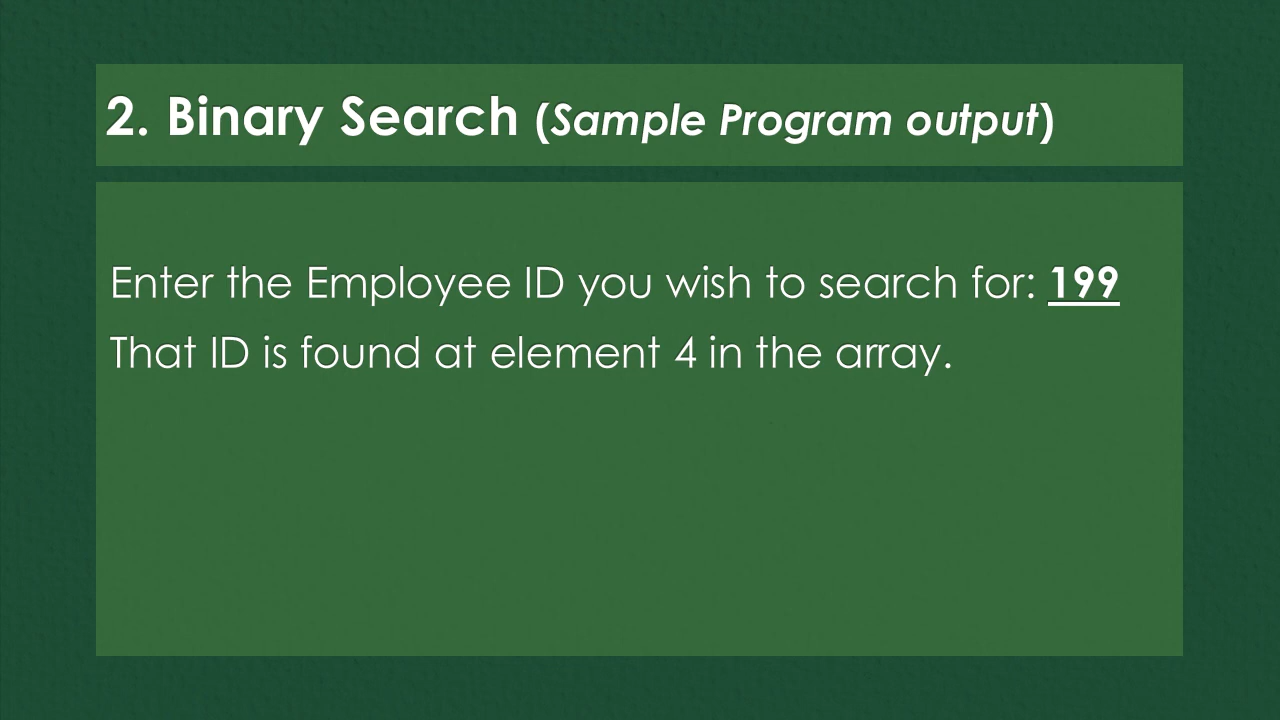 2. Binary Search (Sample Program output)
Enter the Employee ID you wish to search for: 199
That ID is found at element 4 in the array.